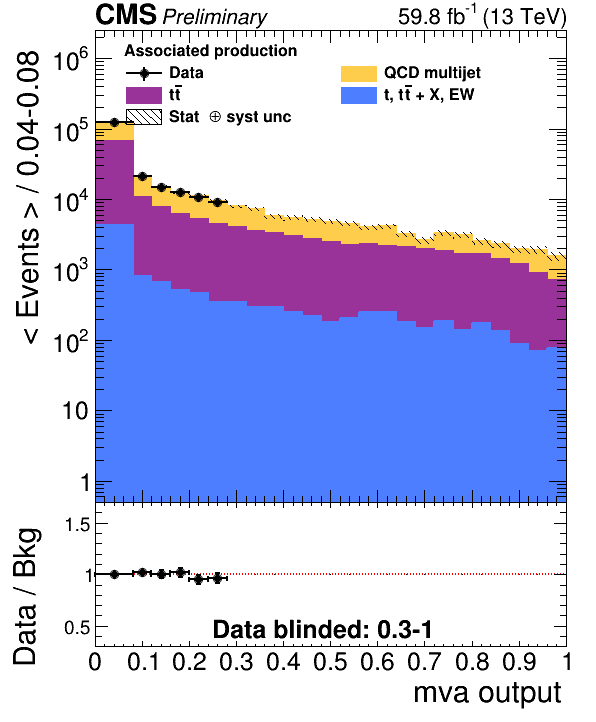 CMS Preliminary 59.8 fb⁻¹ (13 TeV)
Associated production
Data
QCD multijet
tt̄
t, tt̄ + X, EW
Stat ⊕ syst unc
< Events > / 0.04-0.08
10⁶
10⁵
10⁴
10³
10²
10
1
Data / Bkg
1.5
1
0.5
Data blinded: 0.3-1
0 0.1 0.2 0.3 0.4 0.5 0.6 0.7 0.8 0.9 1
mva output